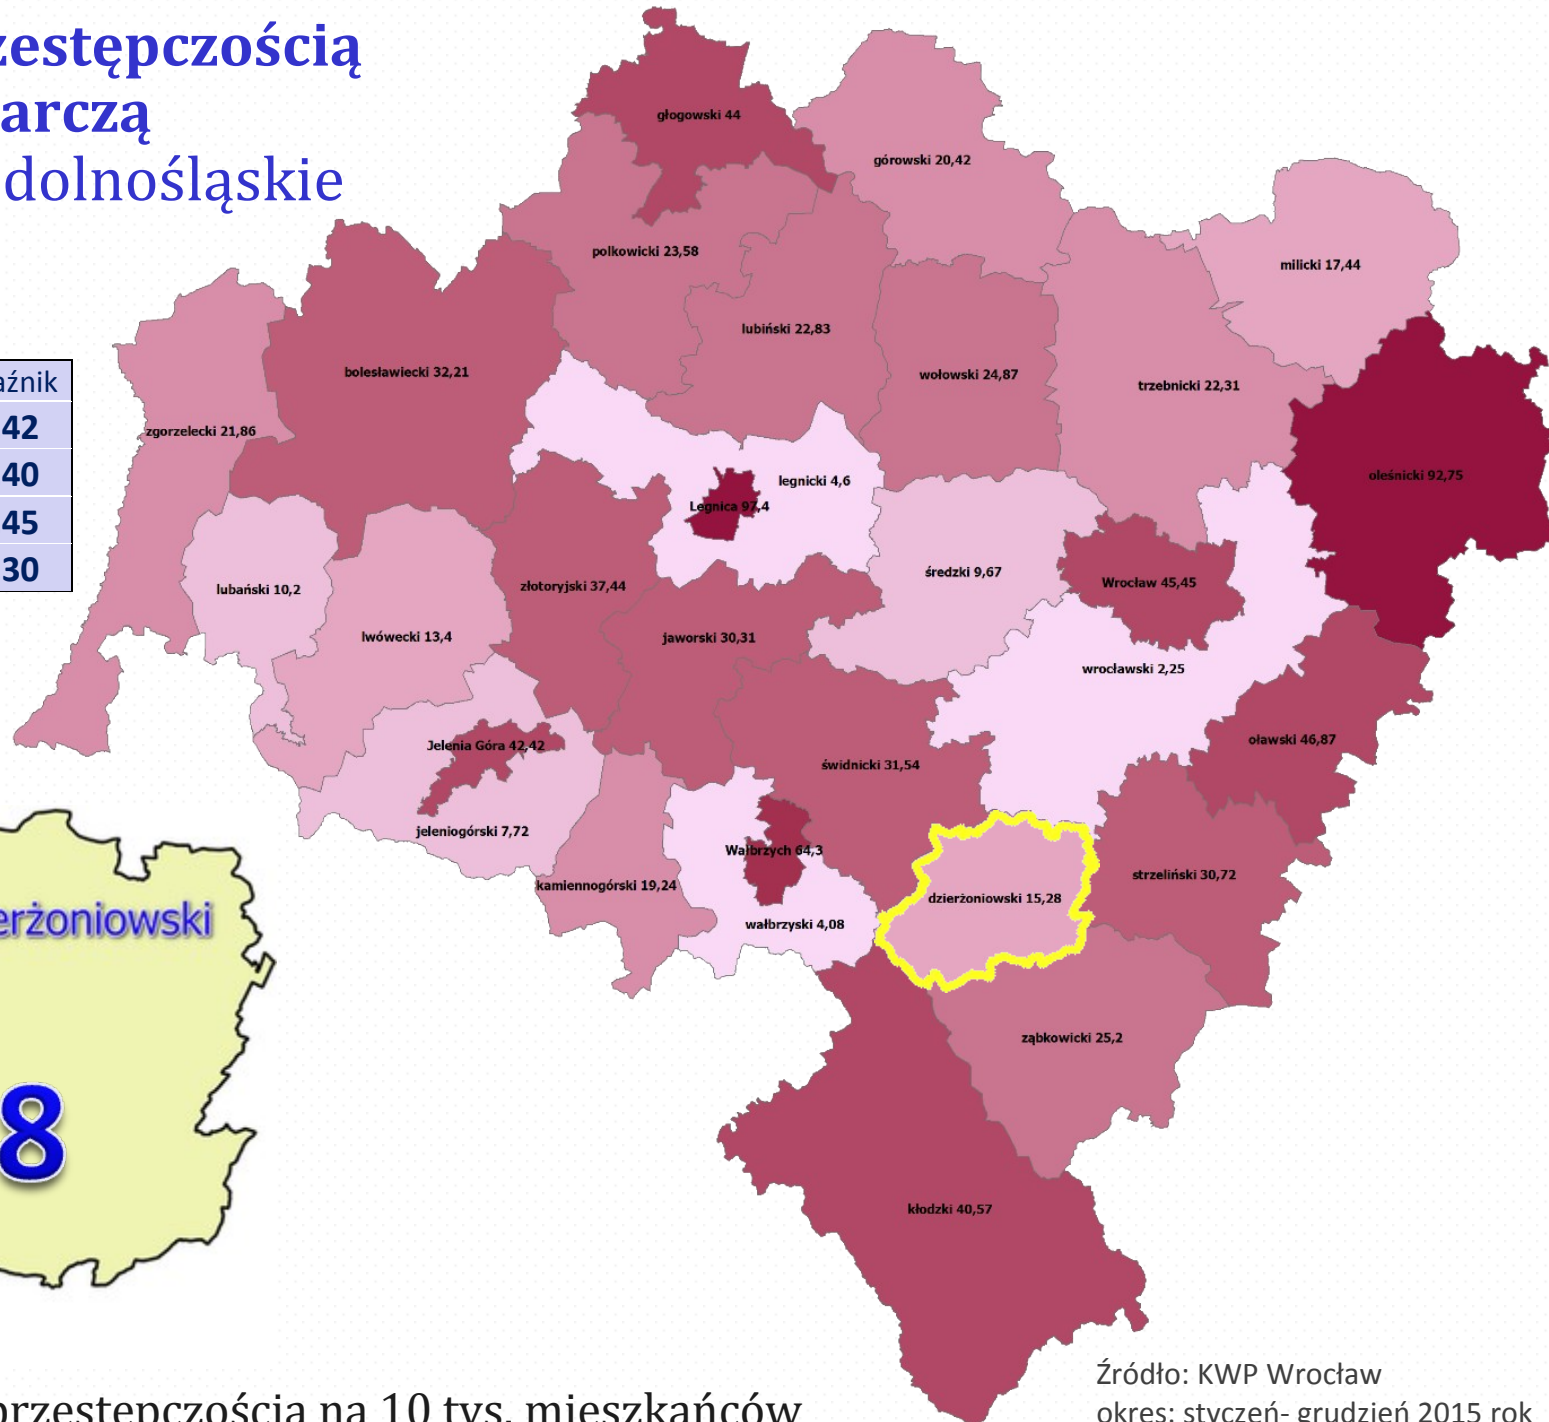 zestępczością
arczą
dolnośląskie
aźnik
42
40
45
30
głogowski 44
górowski 20,42
polkowicki 23,58
milicki 17,44
lubiński 22,83
bolesławiecki 32,21
wołowski 24,87
trzebnicki 22,31
zgorzelecki 21,86
oleśnicki 92,75
legnicki 4,6
Legnica 97,4
średzki 9,67
Wrocław 45,45
lubański 10,2
złotoryjski 37,44
lwówecki 13,4
jaworski 30,31
wrocławski 2,25
Jelenia Góra 42,42
oławski 46,87
świdnicki 31,54
jeleniogórski 7,72
Wałbrzych 64,3
strzeliński 30,72
kamiennogórski 19,24
dzierżoniowski 15,28
wałbrzyski 4,08
erżoniowski
ząbkowicki 25,2
8
kłodzki 40,57
Źródło: KWP Wrocław
przestępczością na 10 tys. mieszkańców
okres: styczeń- grudzień 2015 rok